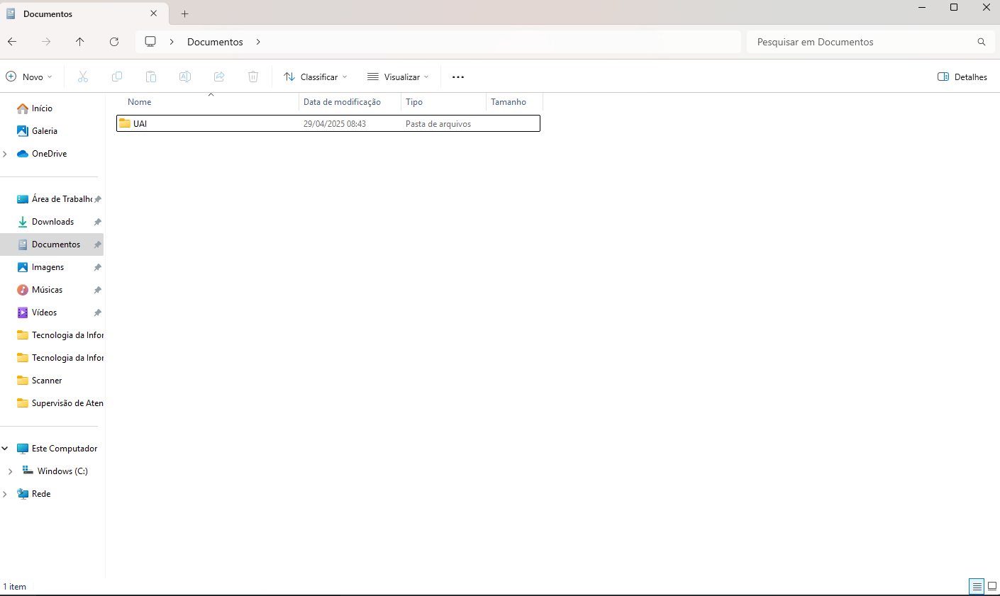 Documentos
Documentos
Pesquisar em Documentos
Novo
Classificar
Visualizar
Detalhes
Nome Data de modificação Tipo Tamanho
UAI 29/04/2025 08:43 Pasta de arquivos
Início
Galeria
OneDrive
Área de Trabalho
Downloads
Documentos
Imagens
Músicas
Vídeos
Tecnologia da Infor
Tecnologia da Infor
Scanner
Supervisão de Aten
Este Computador
Windows (C:)
Rede
1 item